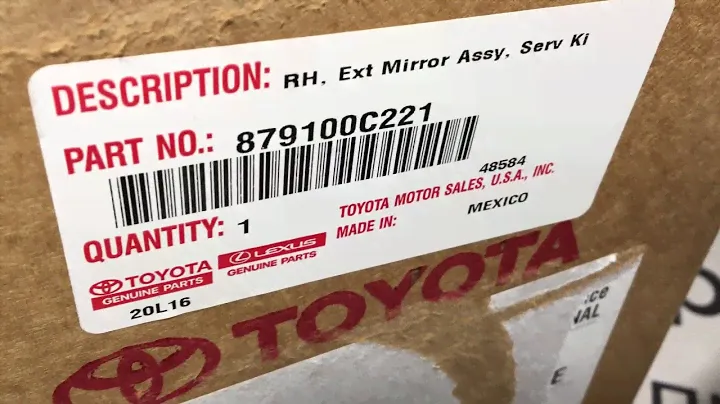 DESCRIPTION: RH, Ext Mirror Assy, Serv Ki
PART NO.: 879100C221
48584
QUANTITY: 1
TOYOTA MOTOR SALES, U.S.A., INC.
MADE IN: MEXICO
TOYOTA
GENUINE PARTS
LEXUS
GENUINE PARTS
20L16
TOYOTA